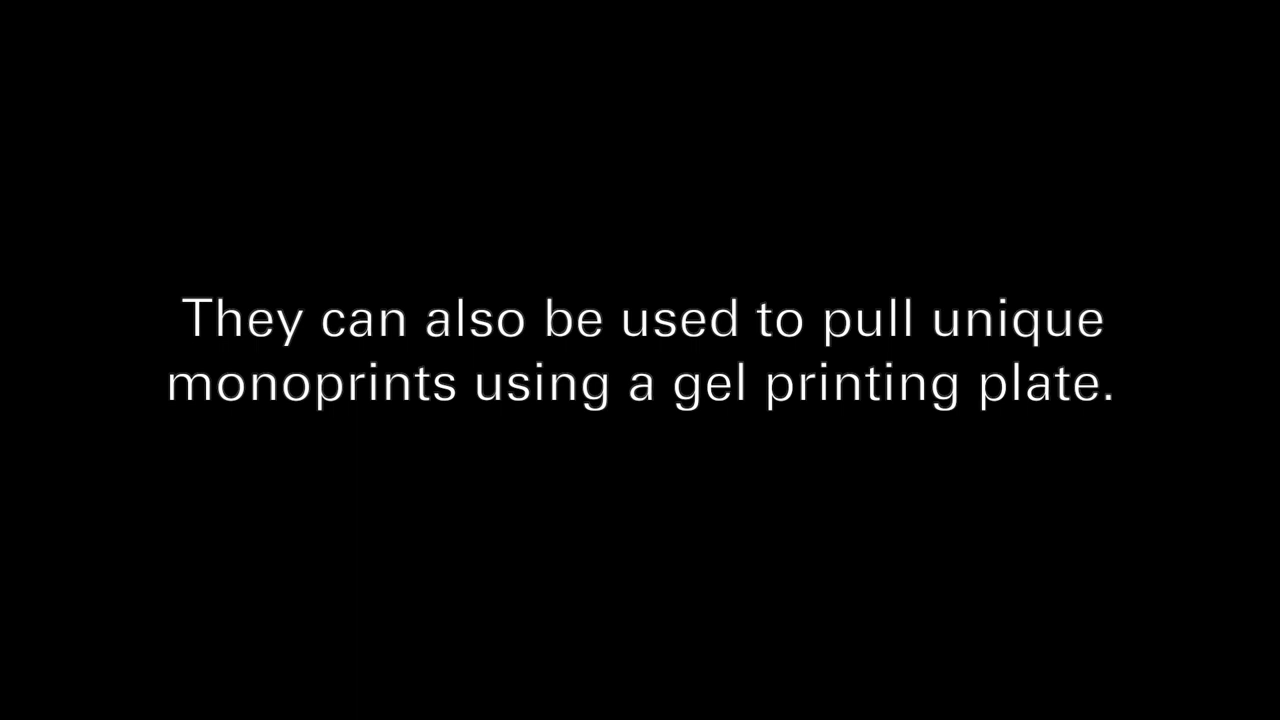 They can also be used to pull unique
monoprints using a gel printing plate.